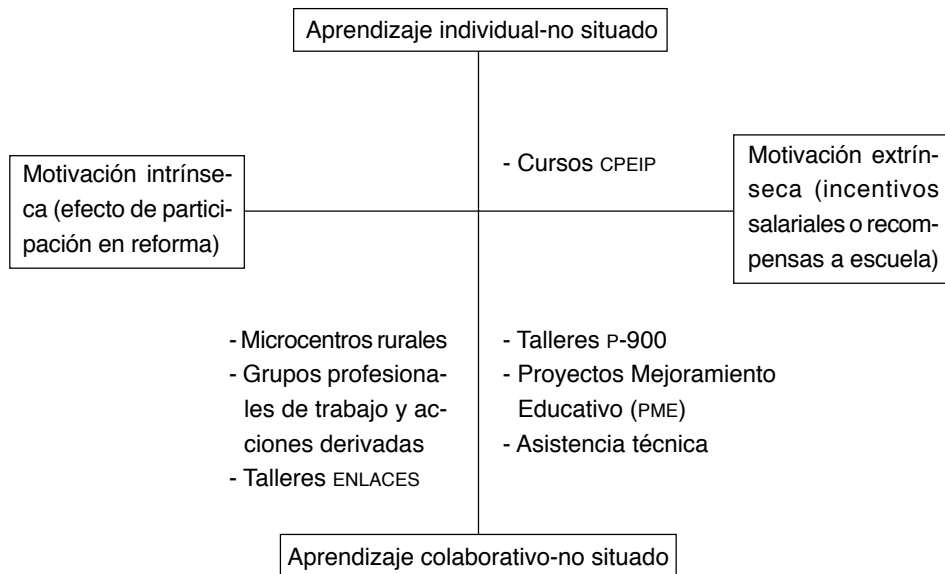 Aprendizaje individual-no situado
- Cursos CPEIP
Motivación intrínse-
ca (efecto de partici-
pación en reforma)
Motivación extrín-
seca (incentivos
salariales o recom-
pensas a escuela)
- Microcentros rurales
- Grupos profesiona-
les de trabajo y ac-
ciones derivadas
- Talleres ENLACES
- Talleres P-900
- Proyectos Mejoramiento
Educativo (PME)
- Asistencia técnica
Aprendizaje colaborativo-no situado